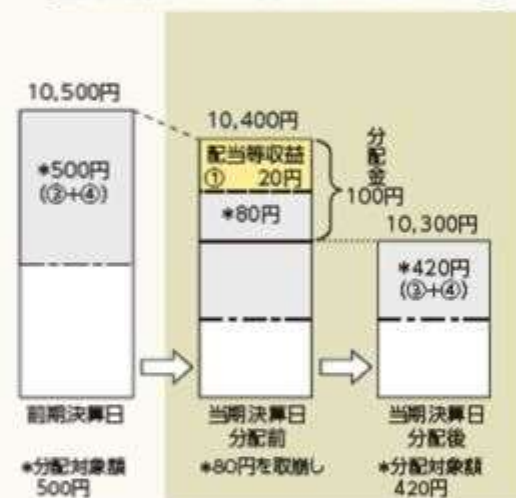 10,500円
*500円
(③+④)
前期決算日
*分配対象額
500円
10,400円
配当等収益
① 20円
*80円
分配金
100円
当期決算日
分配前
*80円を取崩し
10,300円
*420円
(③+④)
当期決算日
分配後
*分配対象額
420円